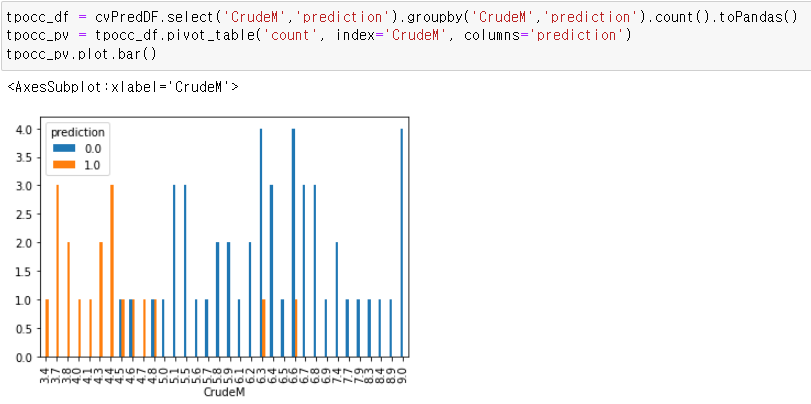 tpocc_df = cvPredDF.select('CrudeM','prediction').groupby('CrudeM','prediction').count().toPandas()
tpocc_pv = tpocc_df.pivot_table('count', index='CrudeM', columns='prediction')
tpocc_pv.plot.bar()
<AxesSubplot:xlabel='CrudeM'>
prediction
0.0
1.0
4.0
3.5
3.0
2.5
2.0
1.5
1.0
0.5
0.0
3.4 3.7 3.8 4.0 4.1 4.3 4.4 4.5 4.6 4.7 4.8 5.0 5.1 5.5 5.6 5.7 5.8 5.9 6.1 6.2 6.3 6.4 6.5 6.6 6.7 6.8 6.9 7.4 7.7 7.9 8.3 8.4 8.9 9.0
CrudeM